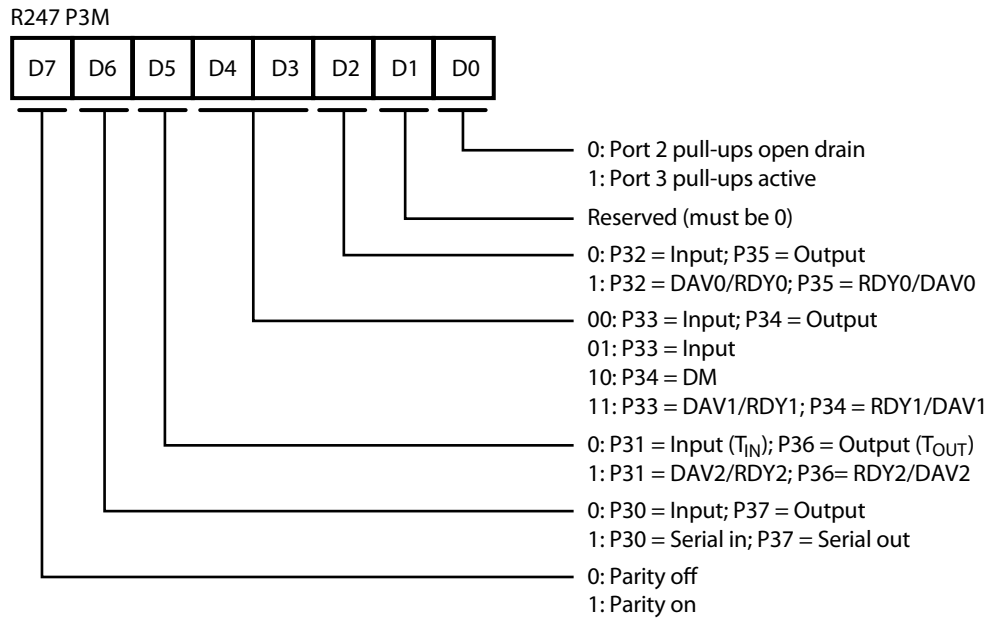 R247 P3M
D7 D6 D5 D4 D3 D2 D1 D0
0: Port 2 pull-ups open drain
1: Port 3 pull-ups active
Reserved (must be 0)
0: P32 = Input; P35 = Output
1: P32 = DAV0/RDY0; P35 = RDY0/DAV0
00: P33 = Input; P34 = Output
01: P33 = Input
10: P34 = DM
11: P33 = DAV1/RDY1; P34 = RDY1/DAV1
0: P31 = Input (TIN); P36 = Output (TOUT)
1: P31 = DAV2/RDY2; P36= RDY2/DAV2
0: P30 = Input; P37 = Output
1: P30 = Serial in; P37 = Serial out
0: Parity off
1: Parity on